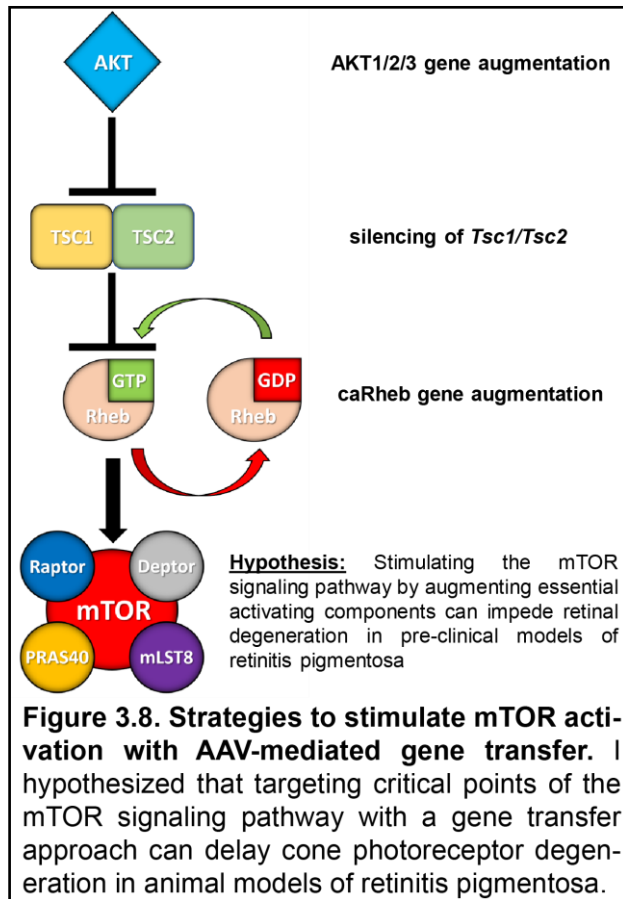 AKT
AKT1/2/3 gene augmentation
TSC1 TSC2
silencing of Tsc1/Tsc2
GTP
Rheb
GDP
Rheb
caRheb gene augmentation
Raptor
Deptor
mTOR
PRAS40
mLST8
Hypothesis: Stimulating the mTOR
signaling pathway by augmenting essential
activating components can impede retinal
degeneration in pre-clinical models of
retinitis pigmentosa
Figure 3.8. Strategies to stimulate mTOR acti-
vation with AAV-mediated gene transfer. I
hypothesized that targeting critical points of the
mTOR signaling pathway with a gene transfer
approach can delay cone photoreceptor degen-
eration in animal models of retinitis pigmentosa.